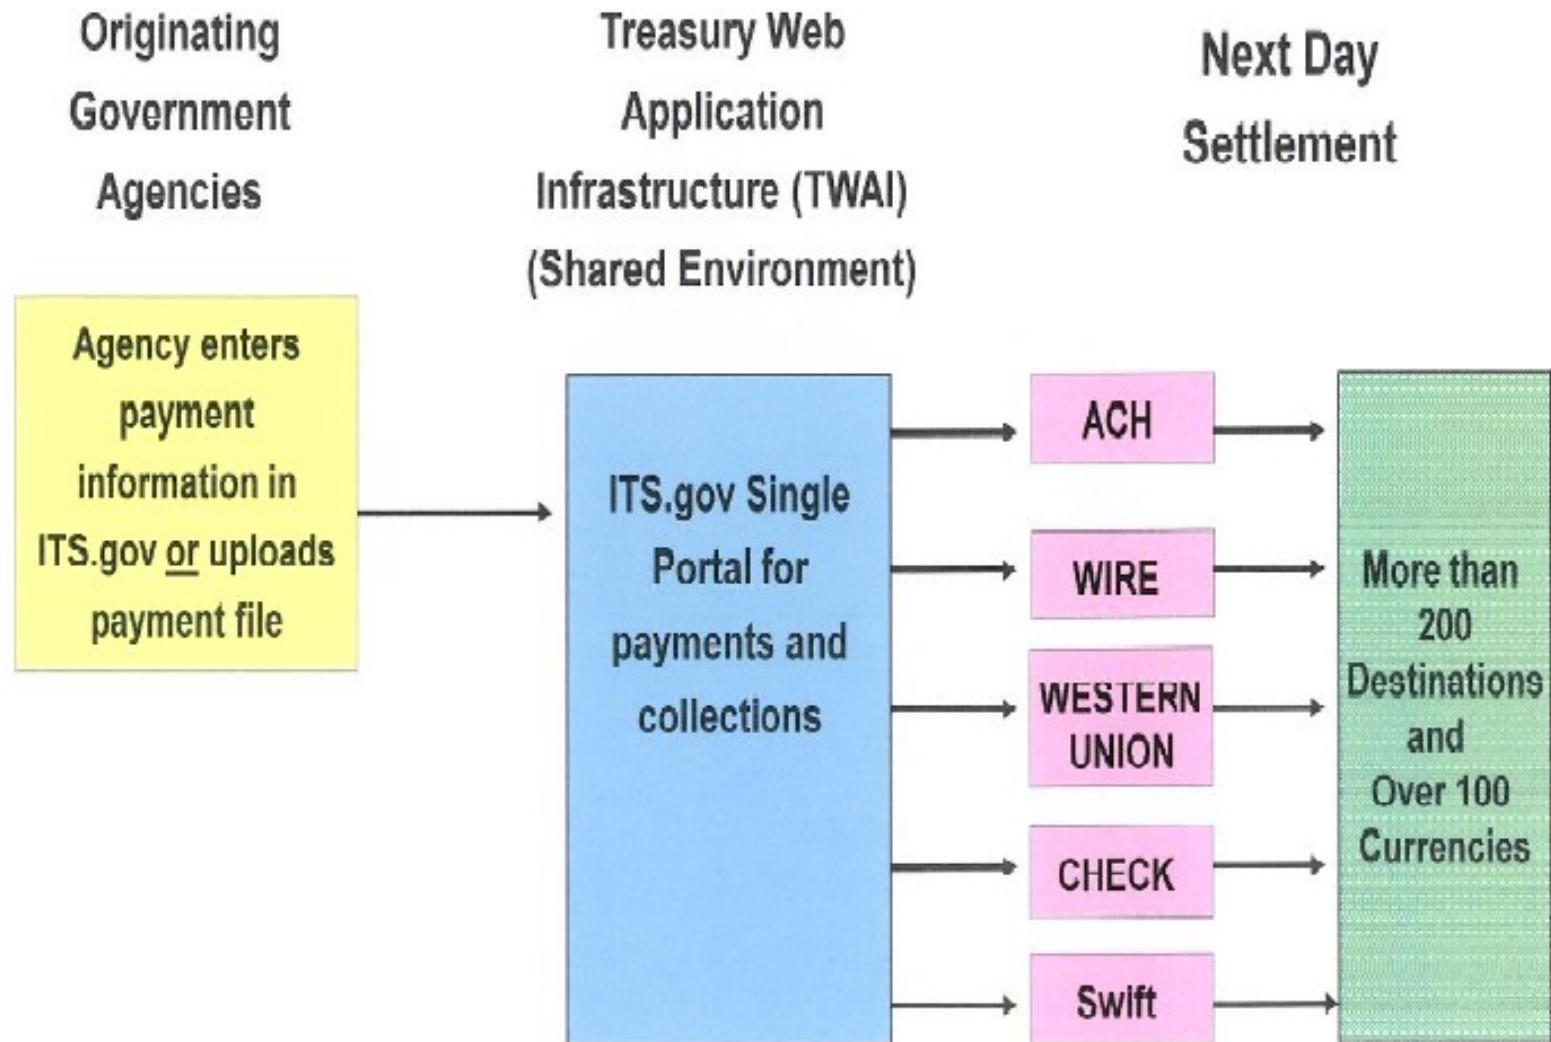 Originating
Government
Agencies
Treasury Web
Application
Infrastructure (TWAI)
(Shared Environment)
Next Day
Settlement
Agency enters
payment
information in
ITS.gov or uploads
payment file
ITS.gov Single
Portal for
payments and
collections
ACH
WIRE
WESTERN
UNION
CHECK
Swift
More than
200
Destinations
and
Over 100
Currencies